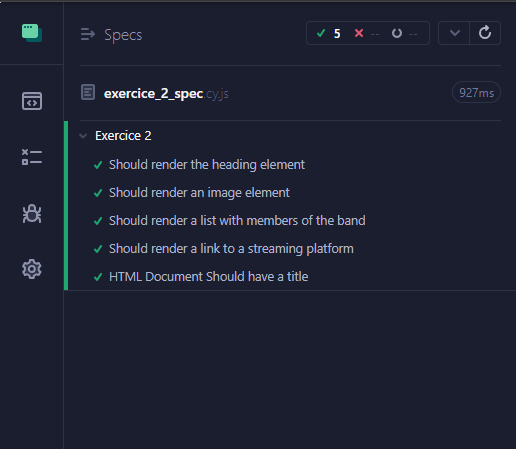 Specs
5 -- --
exercice_2_spec.cy.js 927ms
Exercice 2
Should render the heading element
Should render an image element
Should render a list with members of the band
Should render a link to a streaming platform
HTML Document Should have a title